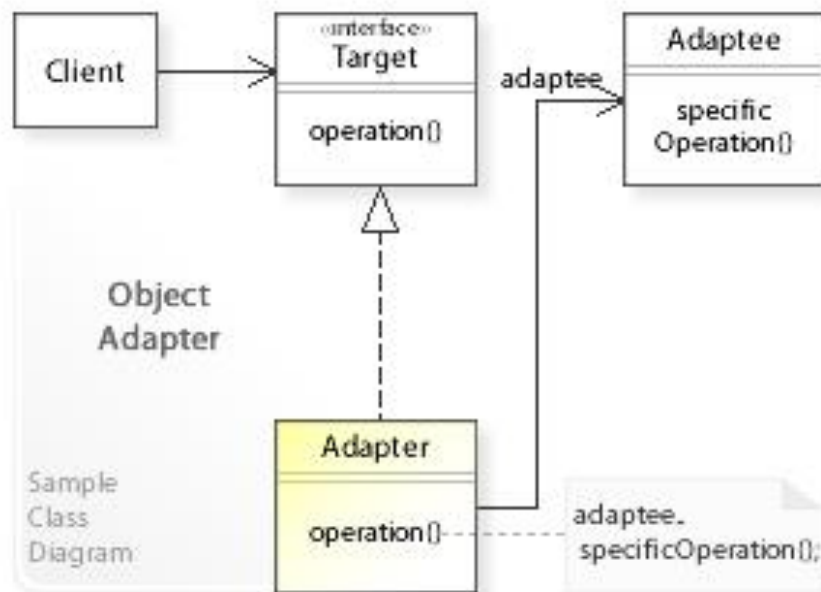 Client
«interface»
Target
operation()
adaptee
Adaptee
specific
Operation()
Object
Adapter
Sample
Class
Diagram
Adapter
operation()
adaptee.
specificOperation();